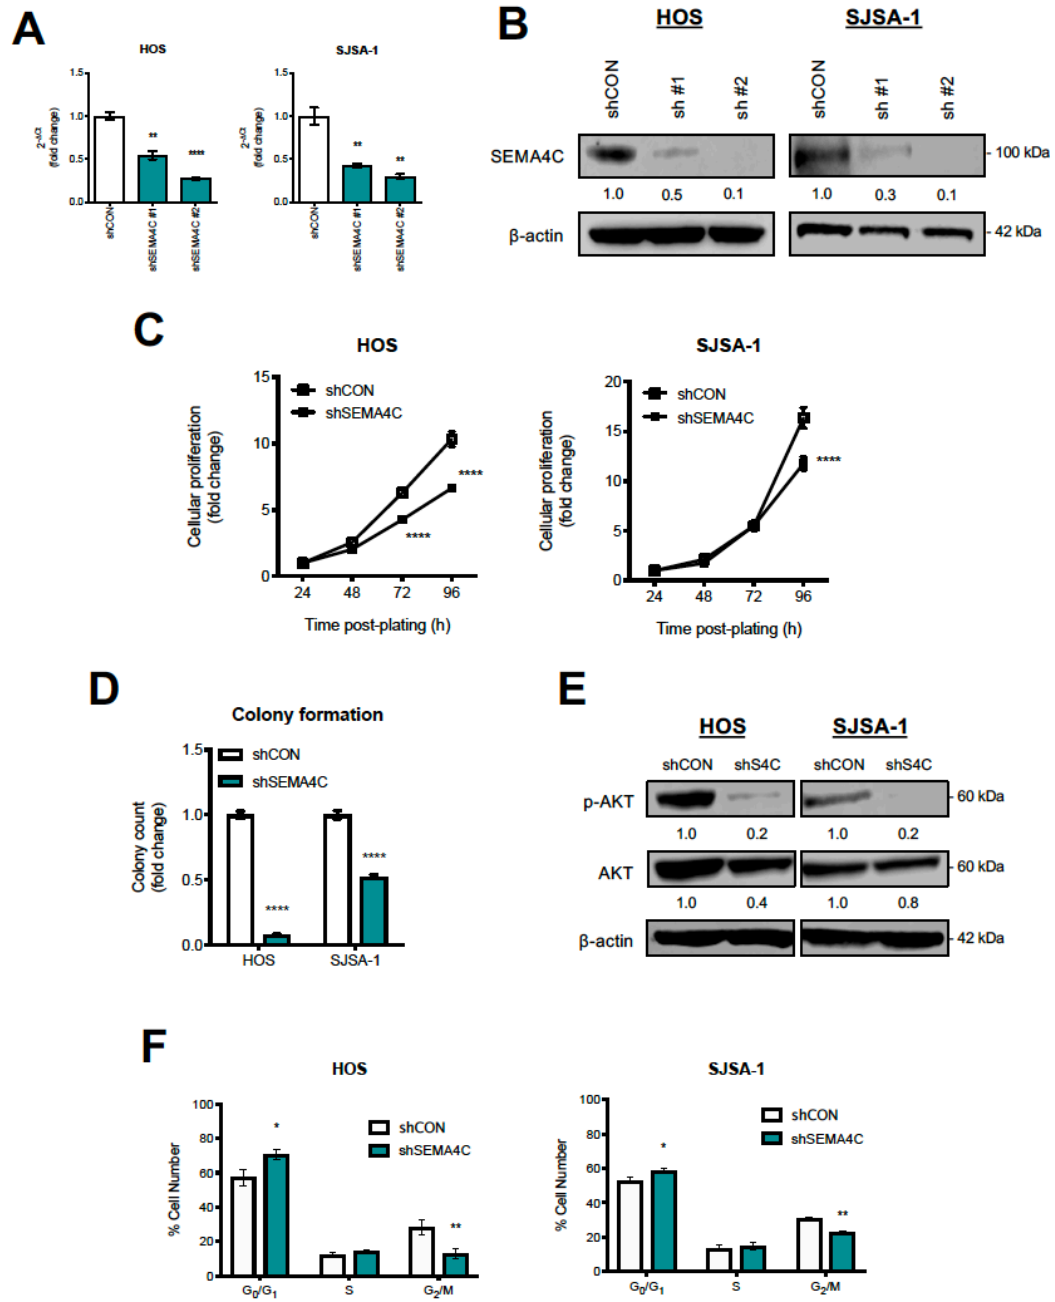 A
HOS
SJSA-1
2-ΔCt
(fold change)
1.5
1.0
0.5
0.0
**
****
shCON
shSEMA4C #1
shSEMA4C #2
2-ΔCt
(fold change)
1.5
1.0
0.5
0.0
**
**
shCON
shSEMA4C #1
shSEMA4C #2
B
HOS
SJSA-1
shCON
sh #1
sh #2
shCON
sh #1
sh #2
SEMA4C
- 100 kDa
1.0 0.5 0.1 1.0 0.3 0.1
β-actin
- 42 kDa
C
HOS
Cellular proliferation
(fold change)
15
10
5
0
shCON
shSEMA4C
****
****
24 48 72 96
Time post-plating (h)
SJSA-1
Cellular proliferation
(fold change)
20
15
10
5
0
shCON
shSEMA4C
****
24 48 72 96
Time post-plating (h)
D
Colony formation
Colony count
(fold change)
1.5
1.0
0.5
0.0
shCON
shSEMA4C
****
****
HOS SJSA-1
E
HOS SJSA-1
shCON shS4C shCON shS4C
p-AKT
- 60 kDa
1.0 0.2 1.0 0.2
AKT
- 60 kDa
1.0 0.4 1.0 0.8
β-actin
- 42 kDa
F
HOS
% Cell Number
100
80
60
40
20
0
shCON
shSEMA4C
*
**
G0/G1 S G2/M
SJSA-1
% Cell Number
100
80
60
40
20
0
shCON
shSEMA4C
*
**
G0/G1 S G2/M